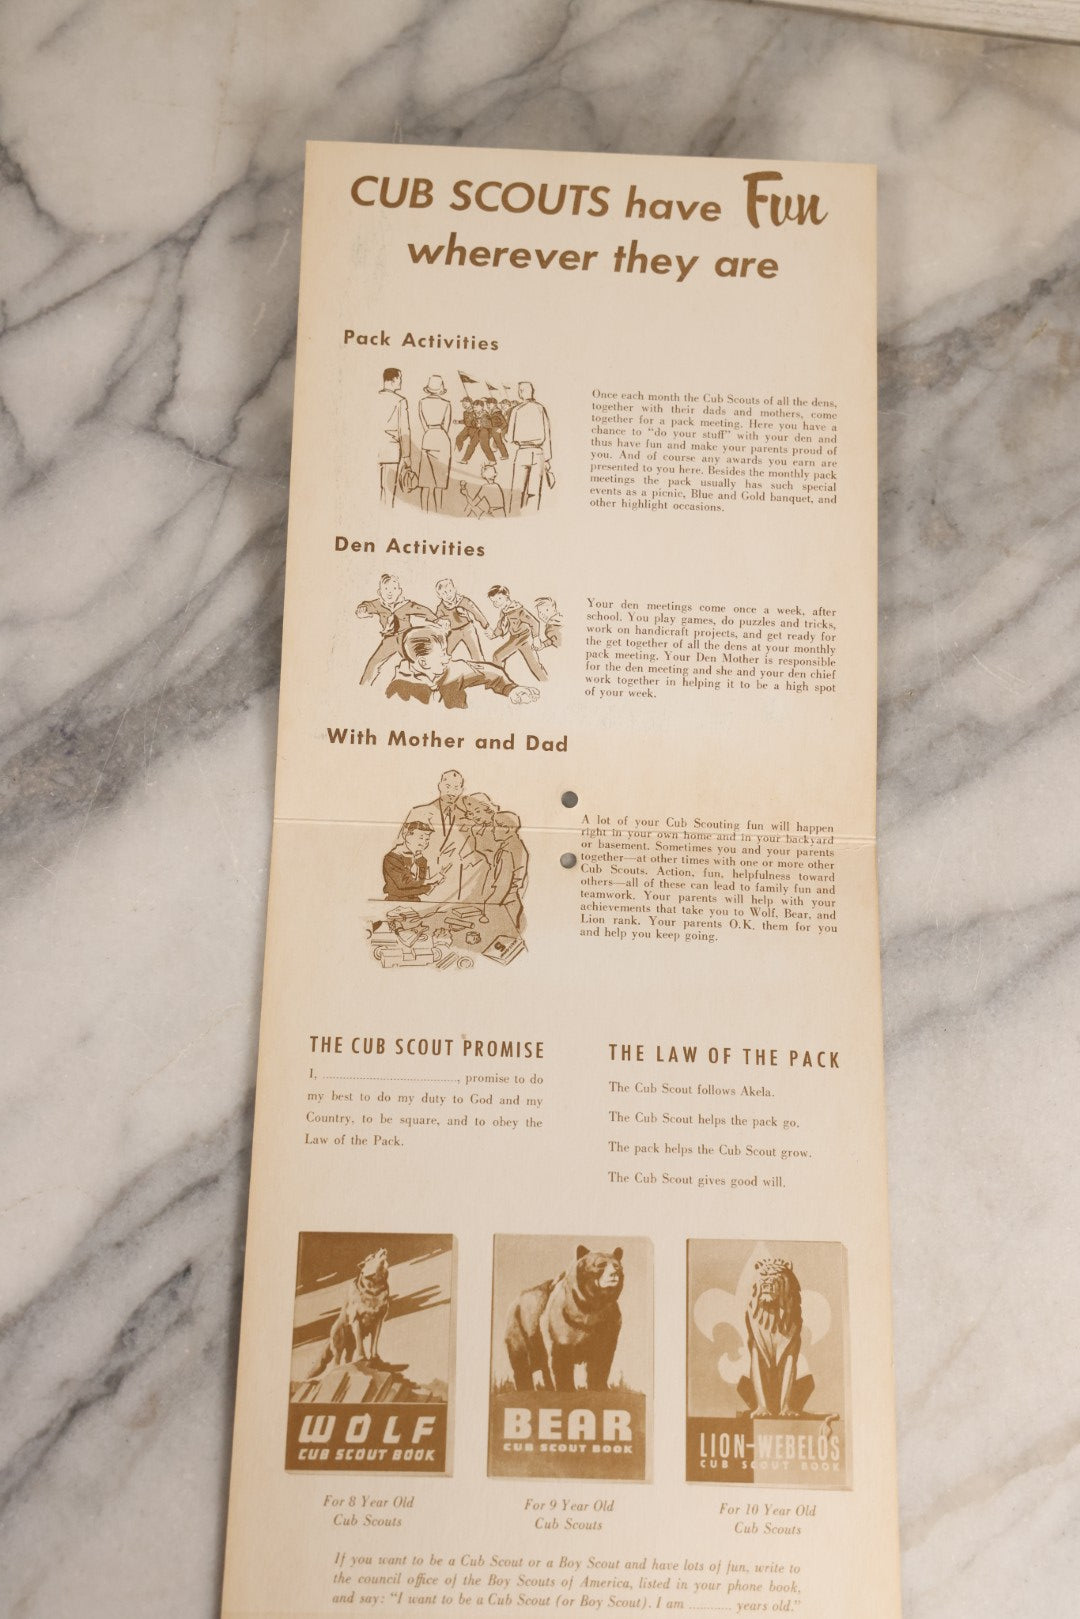 CUB SCOUTS have Fun
wherever they are
Pack Activities
Once each month the Cub Scouts of all the dens,
together with their dads and mothers, come
together for a pack meeting. Here you have a
chance to "do your stuff" with your den and
thus have fun and make your parents proud of
you. And of course any awards you earn are
presented to you here. Besides the monthly pack
meetings the pack usually has such special
events as a picnic, Blue and Gold banquet, and
other highlight occasions.
Den Activities
Your den meetings come once a week, after
school. You play games, do puzzles and tricks,
work on handicraft projects, and get ready for
the get together of all the dens at your monthly
pack meeting. Your Den Mother is responsible
for the den meeting and she and your den chief
work together in helping it to be a high spot
of your week.
With Mother and Dad
A lot of your Cub Scouting fun will happen
right in your own home and in your backyard
or basement. Sometimes you and your parents
together—at other times with one or more other
Cub Scouts. Action, fun, helpfulness toward
others—all of these can lead to family fun and
teamwork. Your parents will help with your
achievements that take you to Wolf, Bear, and
Lion rank. Your parents O.K. them for you
and help you keep going.
THE CUB SCOUT PROMISE
I, ......................................., promise to do
my best to do my duty to God and my
Country, to be square, and to obey the
Law of the Pack.
THE LAW OF THE PACK
The Cub Scout follows Akela.
The Cub Scout helps the pack go.
The pack helps the Cub Scout grow.
The Cub Scout gives good will.
WOLF
CUB SCOUT BOOK
BEAR
CUB SCOUT BOOK
LION-WEBELOS
CUB SCOUT BOOK
For 8 Year Old
Cub Scouts
For 9 Year Old
Cub Scouts
For 10 Year Old
Cub Scouts
If you want to be a Cub Scout or a Boy Scout and have lots of fun, write to
the council office of the Boy Scouts of America, listed in your phone book,
and say: "I want to be a Cub Scout (or Boy Scout). I am ............ years old."